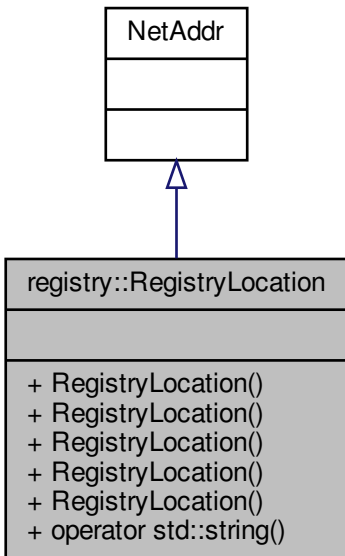 NetAddr
registry::RegistryLocation
+ RegistryLocation()
+ RegistryLocation()
+ RegistryLocation()
+ RegistryLocation()
+ RegistryLocation()
+ operator std::string()